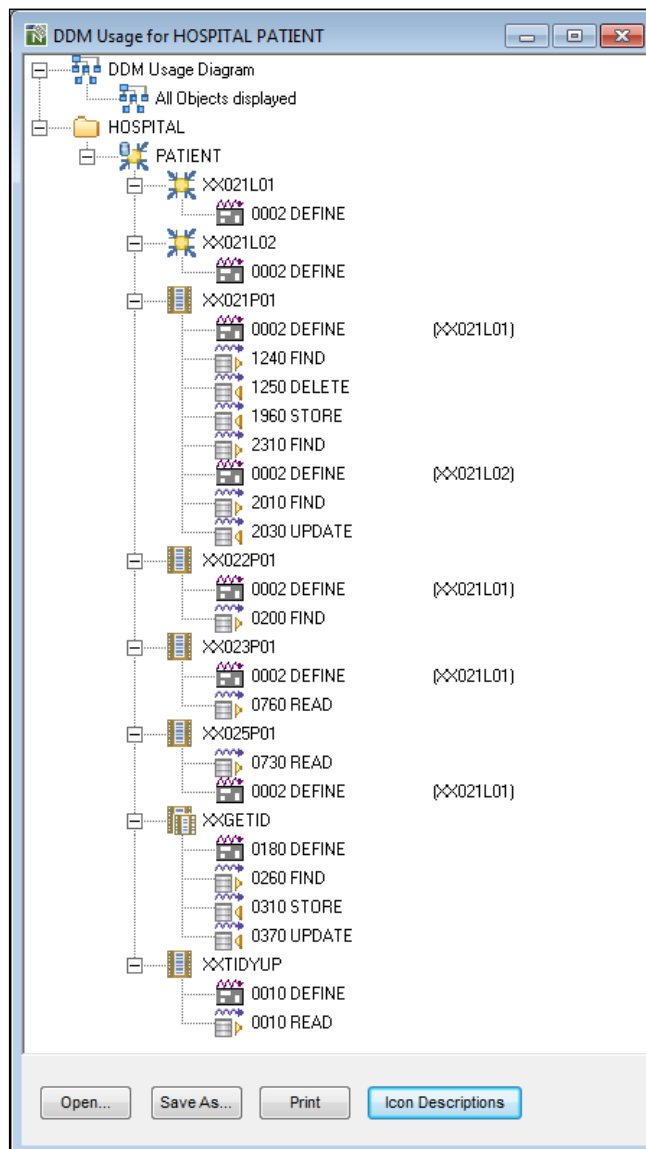 DDM Usage for HOSPITAL PATIENT
DDM Usage Diagram
All Objects displayed
HOSPITAL
PATIENT
XX021L01
0002 DEFINE
XX021L02
0002 DEFINE
XX021P01
0002 DEFINE (XX021L01)
1240 FIND
1250 DELETE
1960 STORE
2310 FIND
0002 DEFINE (XX021L02)
2010 FIND
2030 UPDATE
XX022P01
0002 DEFINE (XX021L01)
0200 FIND
XX023P01
0002 DEFINE (XX021L01)
0760 READ
XX025P01
0730 READ
0002 DEFINE (XX021L01)
XXGETID
0180 DEFINE
0260 FIND
0310 STORE
0370 UPDATE
XXTIDYUP
0010 DEFINE
0010 READ
Open... Save As... Print Icon Descriptions